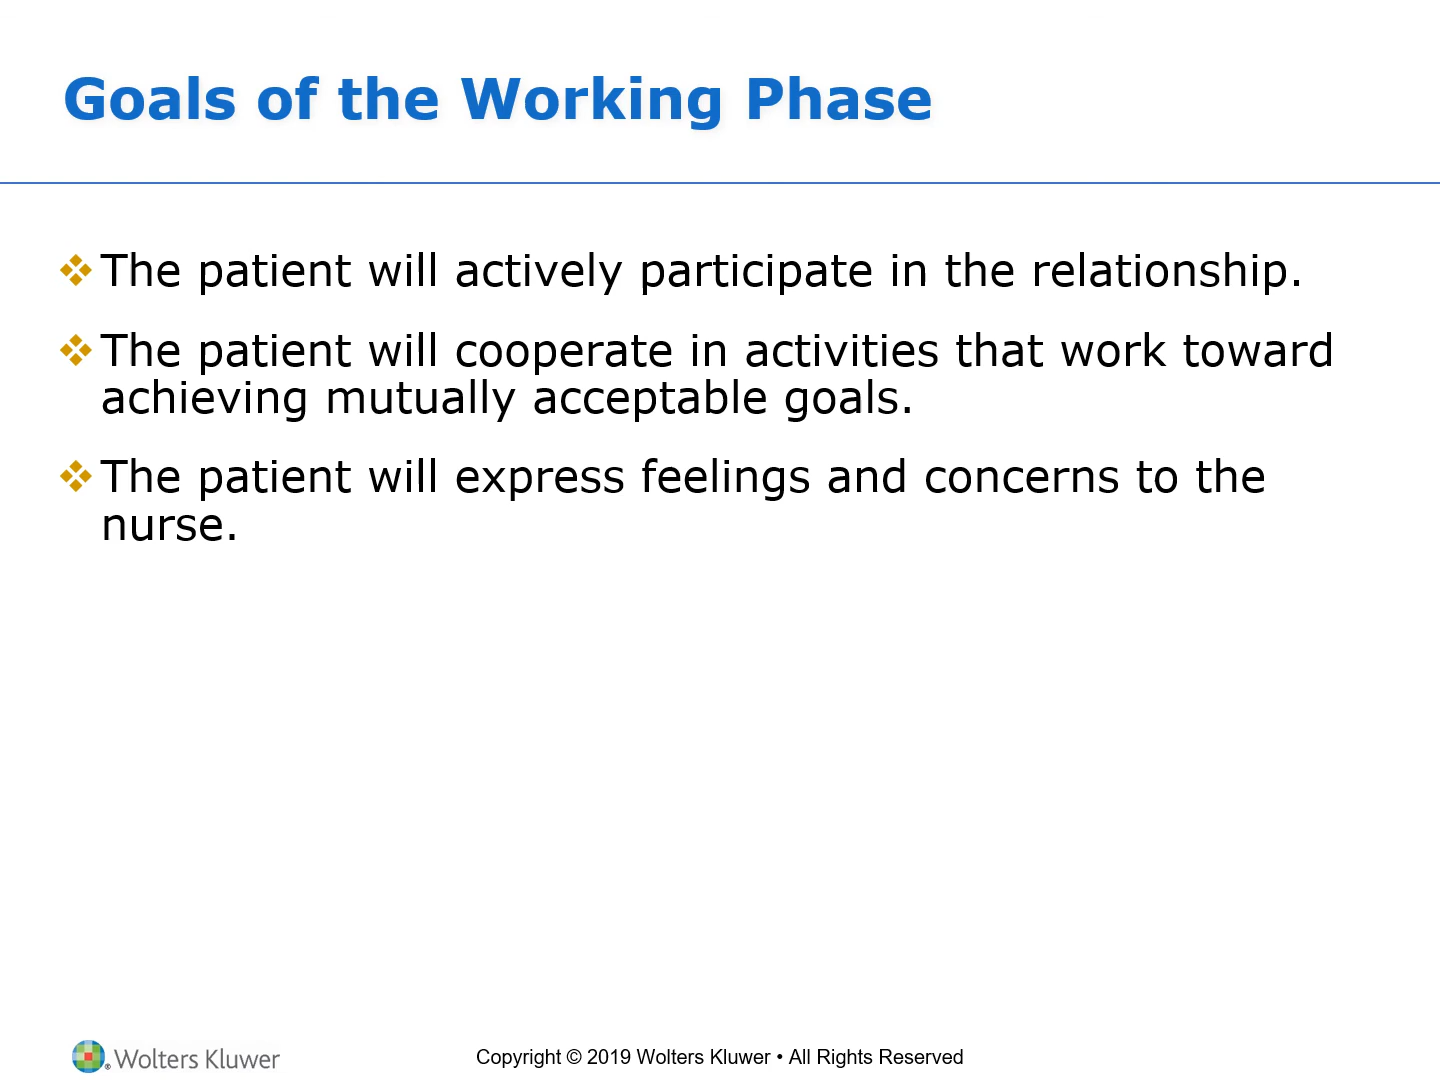 Goals of the Working Phase
❖ The patient will actively participate in the relationship.
❖ The patient will cooperate in activities that work toward
achieving mutually acceptable goals.
❖ The patient will express feelings and concerns to the
nurse.
® Wolters Kluwer
Copyright © 2019 Wolters Kluwer • All Rights Reserved